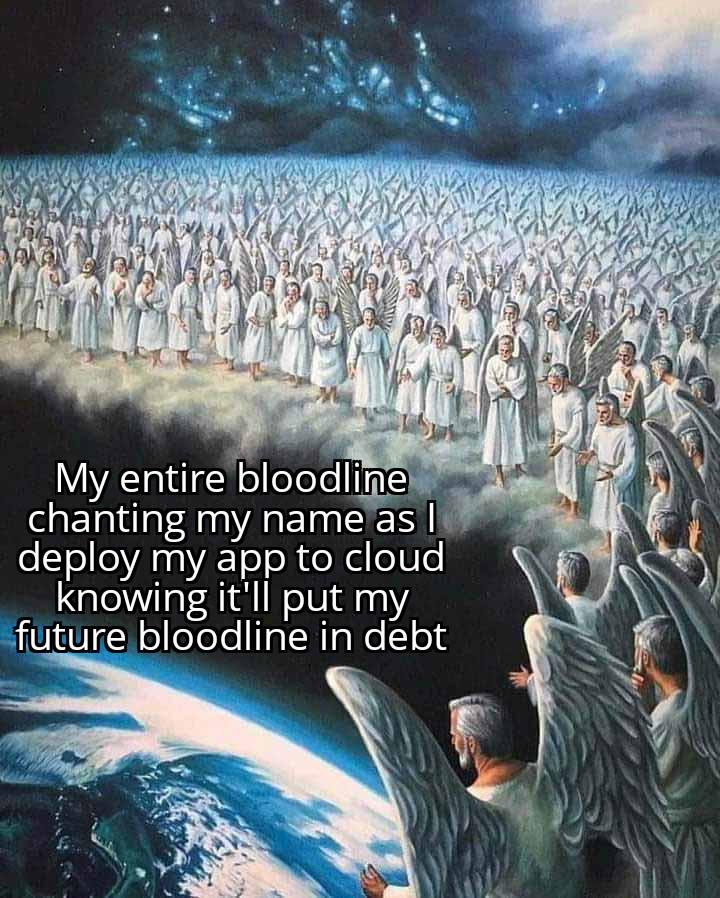 My entire bloodline
chanting my name as I
deploy my app to cloud
knowing it'll put my
future bloodline in debt